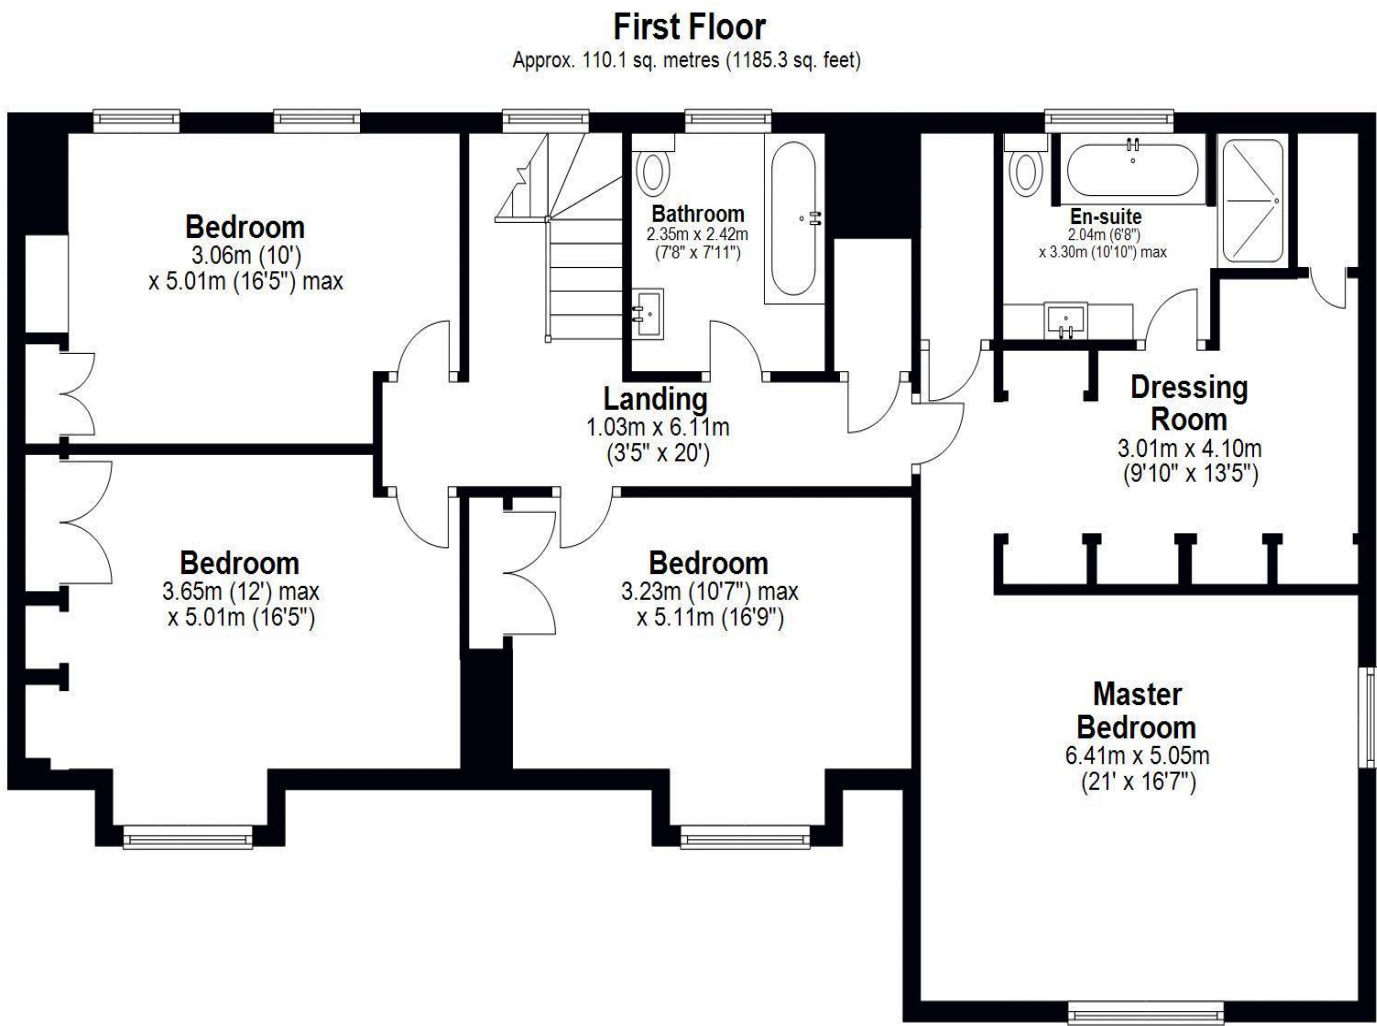 First Floor
Approx. 110.1 sq. metres (1185.3 sq. feet)
Bedroom
3.06m (10')
x 5.01m (16'5") max
Bathroom
2.35m x 2.42m
(7'8" x 7'11")
En-suite
2.04m (6'8")
x 3.30m (10'10") max
Landing
1.03m x 6.11m
(3'5" x 20')
Dressing
Room
3.01m x 4.10m
(9'10" x 13'5")
Bedroom
3.65m (12') max
x 5.01m (16'5")
Bedroom
3.23m (10'7") max
x 5.11m (16'9")
Master
Bedroom
6.41m x 5.05m
(21' x 16'7")